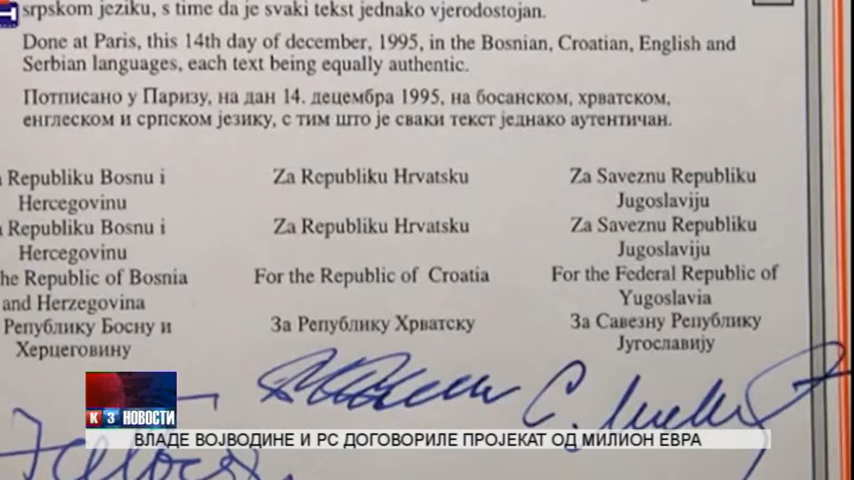 srpskom jeziku, s time da je svaki tekst jednako vjerodostojan.
Done at Paris, this 14th day of december, 1995, in the Bosnian, Croatian, English and
Serbian languages, each text being equally authentic.
Потписано у Паризу, на дан 14. децембра 1995, на босанском, хрватском,
енглеском и српском језику, с тим што је сваки текст једнако аутентичан.
Republiku Bosnu i
Hercegovinu
Republiku Bosnu i
Hercegovinu
he Republic of Bosnia
and Herzegovina
Републику Босну и
Херцеговину
Za Republiku Hrvatsku
Za Republiku Hrvatsku
For the Republic of Croatia
За Републику Хрватску
Za Saveznu Republiku
Jugoslaviju
Za Saveznu Republiku
Jugoslaviju
For the Federal Republic of
Yugoslavia
За Савезну Републику
Југославију
К 3 НОВОСТИ
ВЛАДЕ ВОЈВОДИНЕ И РС ДОГОВОРИЛЕ ПРОЈЕКАТ ОД МИЛИОН ЕВРА